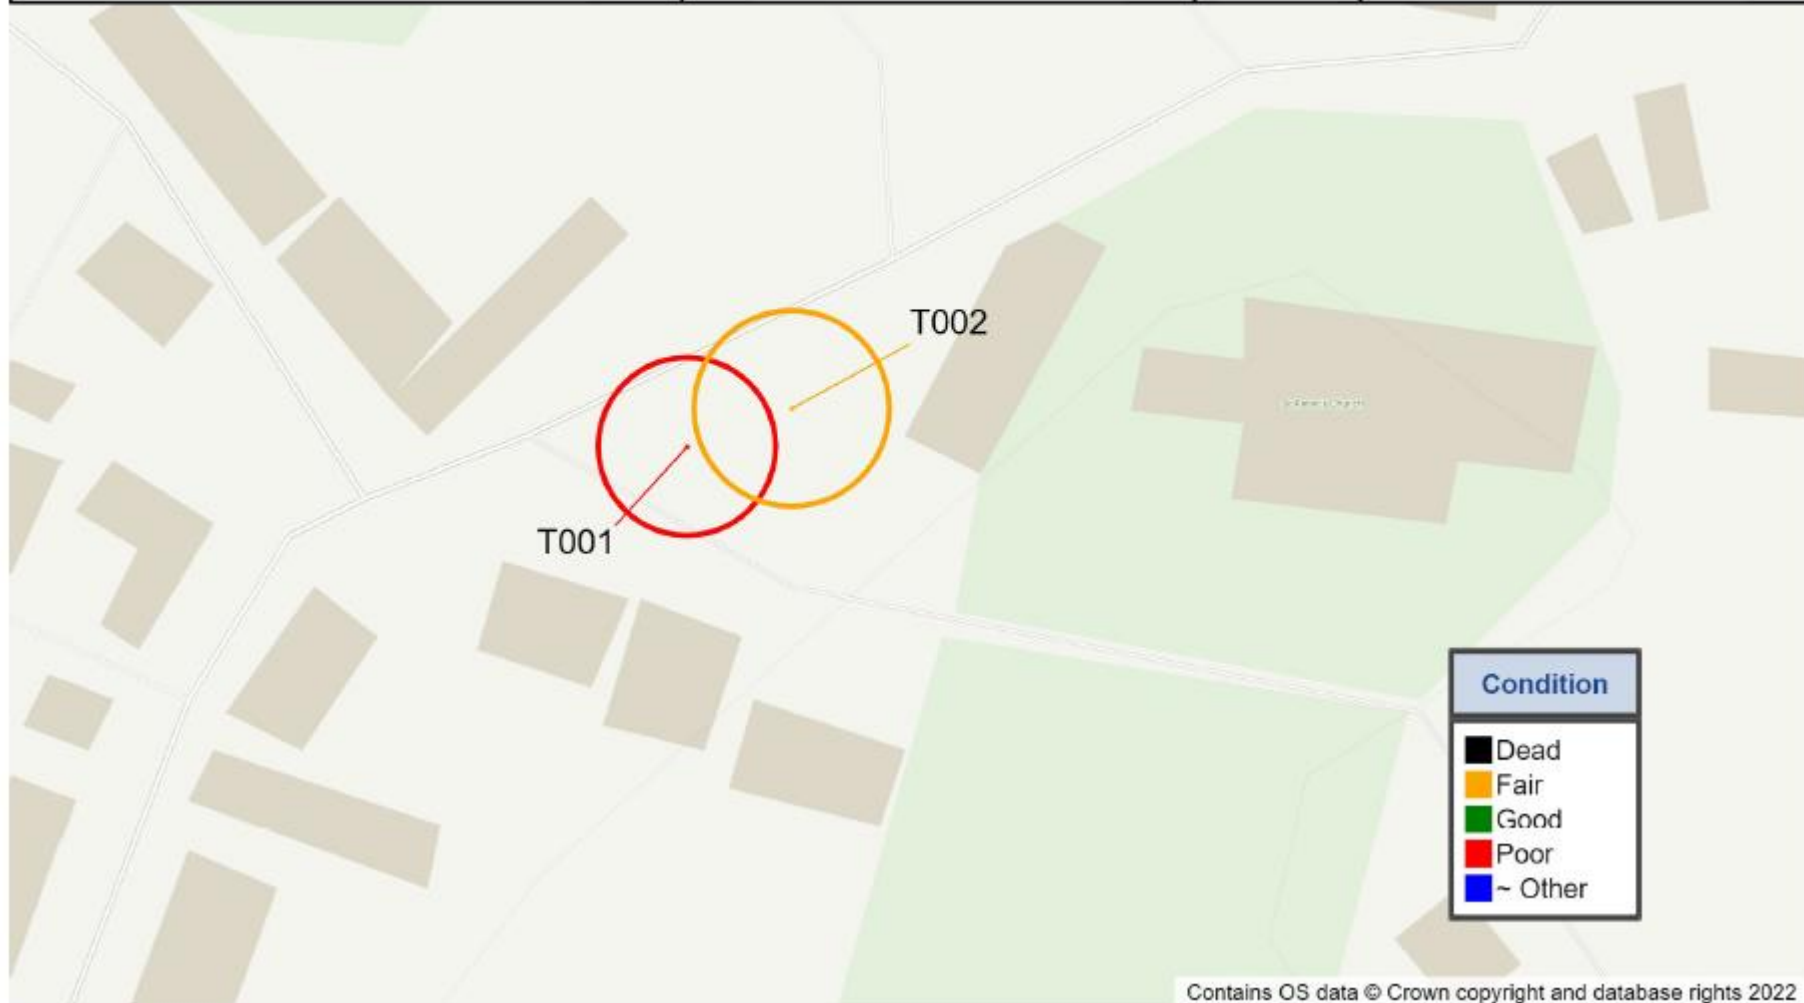 T002
T001
Condition
Dead
Fair
Good
Poor
~ Other
Contains OS data © Crown copyright and database rights 2022